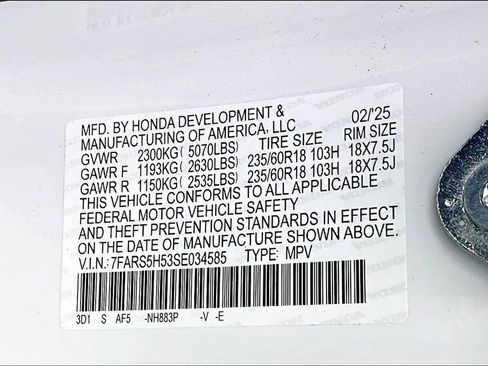 MFD. BY HONDA DEVELOPMENT & 02/'25
MANUFACTURING OF AMERICA, LLC
GVWR 2300KG( 5070LBS) TIRE SIZE RIM SIZE
GAWR F 1193KG( 2630LBS) 235/60R18 103H 18X7.5J
GAWR R 1150KG( 2535LBS) 235/60R18 103H 18X7.5J
THIS VEHICLE CONFORMS TO ALL APPLICABLE
FEDERAL MOTOR VEHICLE SAFETY
AND THEFT PREVENTION STANDARDS IN EFFECT
ON THE DATE OF MANUFACTURE SHOWN ABOVE.
V.I.N.:7FARS5H53SE034585 TYPE: MPV
3D1 S AF5 -NH883P -V -E